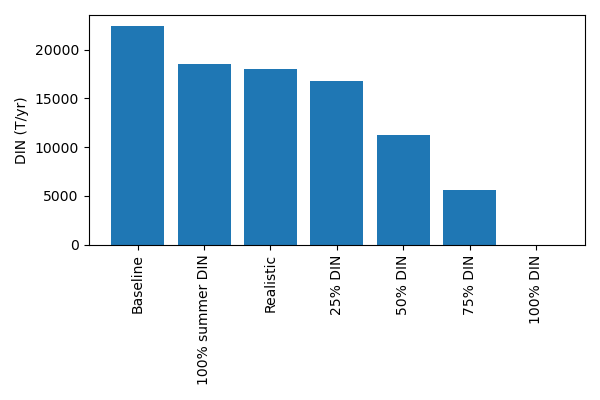 DIN (T/yr)
20000
15000
10000
5000
0
Baseline
100% summer DIN
Realistic
25% DIN
50% DIN
75% DIN
100% DIN